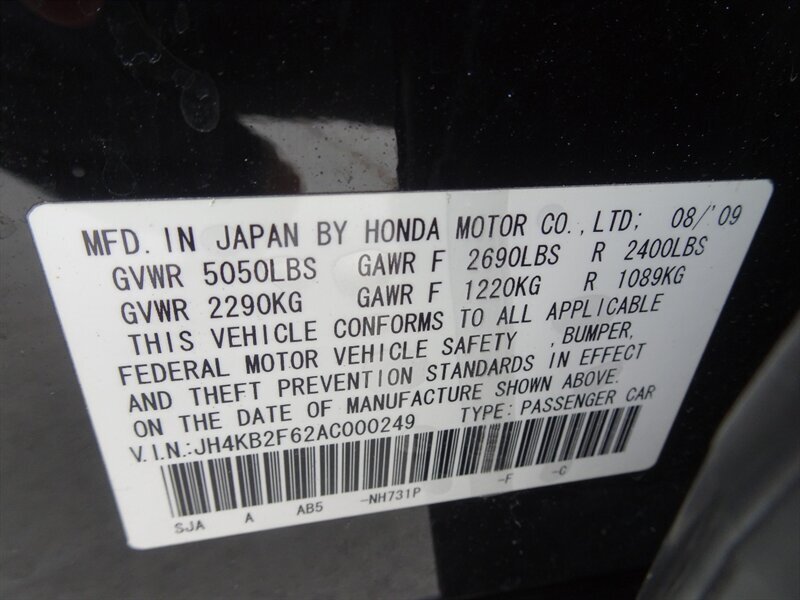 MFD. IN JAPAN BY HONDA MOTOR CO., LTD; 08/'09
GVWR 5050LBS GAWR F 2690LBS R 2400LBS
GVWR 2290KG GAWR F 1220KG R 1089KG
THIS VEHICLE CONFORMS TO ALL APPLICABLE
FEDERAL MOTOR VEHICLE SAFETY , BUMPER,
AND THEFT PREVENTION STANDARDS IN EFFECT
ON THE DATE OF MANUFACTURE SHOWN ABOVE.
V.I.N.:JH4KB2F62AC000249 TYPE: PASSENGER CAR
SJA A AB5 -NH731P -F -C